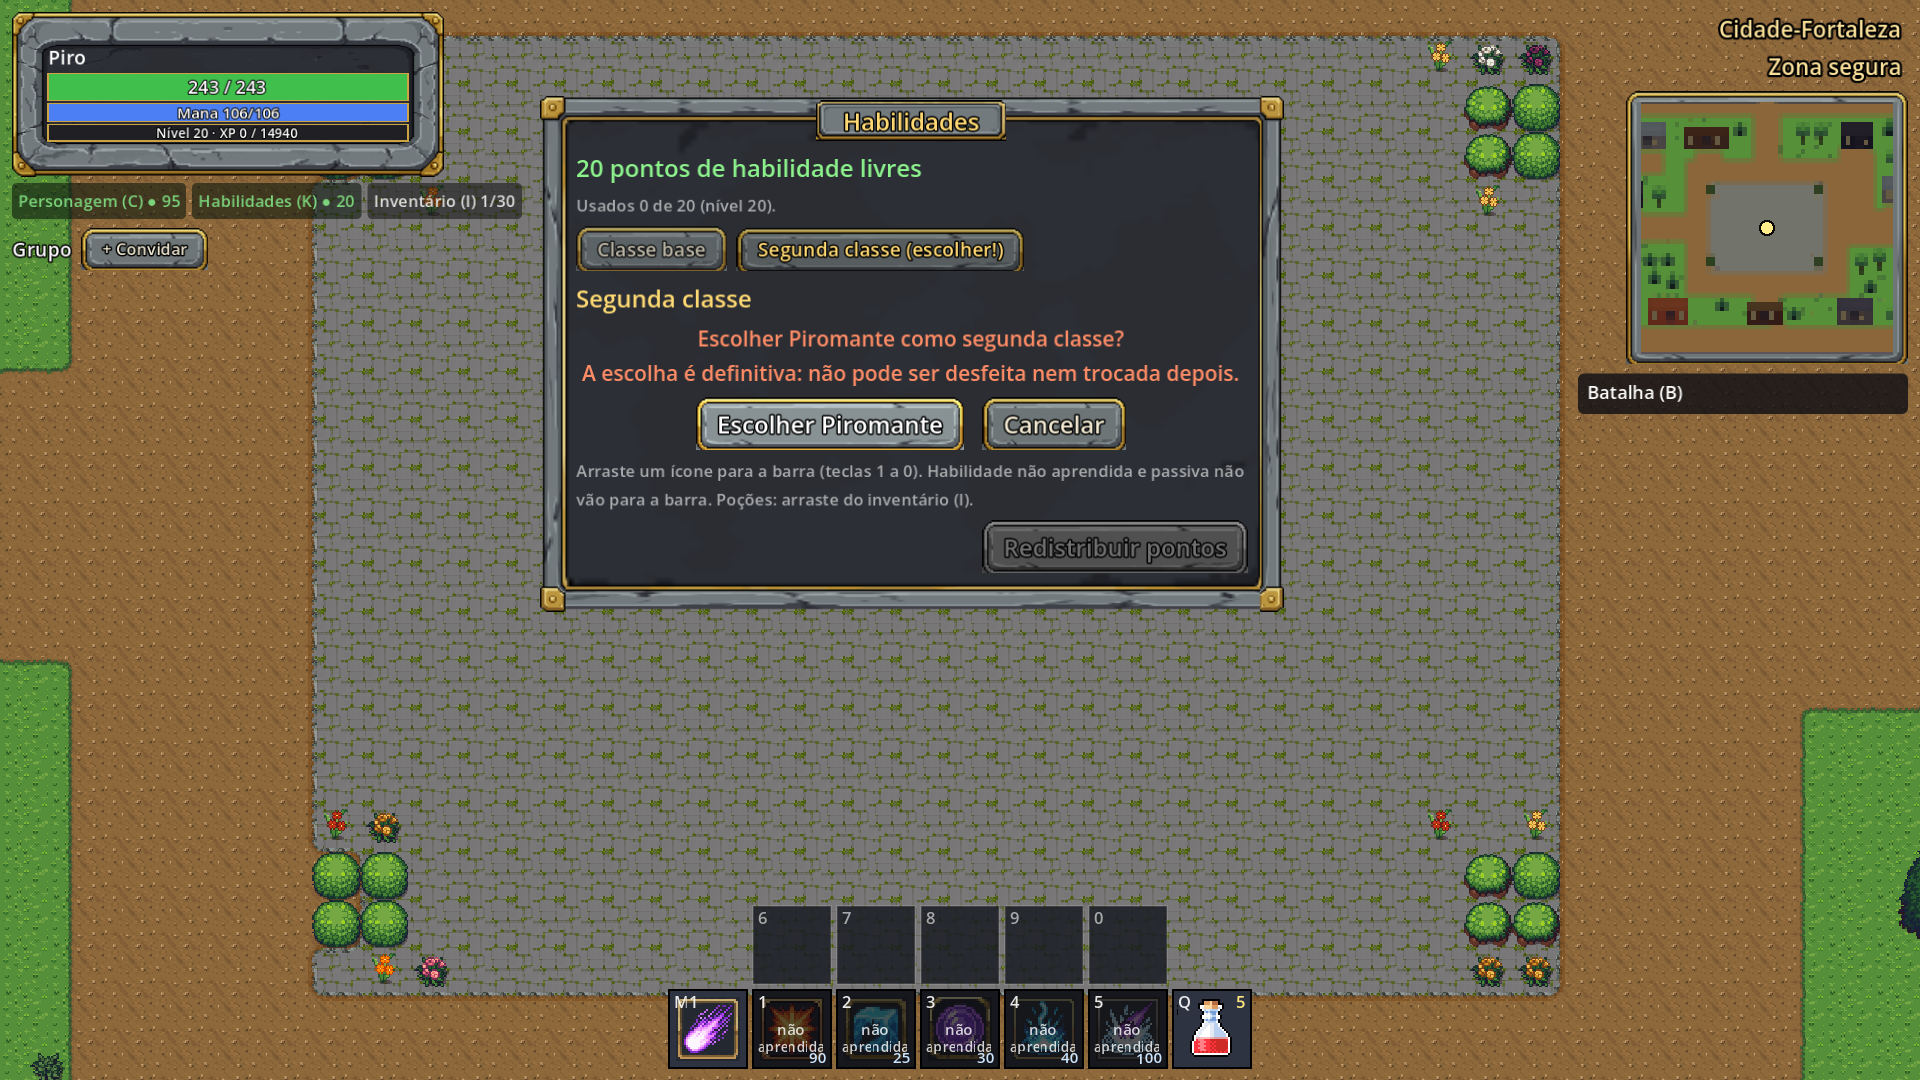 Piro
243 / 243
Mana 106/106
Nível 20 · XP 0 / 14940
Personagem (C) ● 95
Habilidades (K) ● 20
Inventário (I) 1/30
Grupo
+ Convidar
Cidade-Fortaleza
Zona segura
Batalha (B)
Habilidades
20 pontos de habilidade livres
Usados 0 de 20 (nível 20).
Classe base
Segunda classe (escolher!)
Segunda classe
Escolher Piromante como segunda classe?
A escolha é definitiva: não pode ser desfeita nem trocada depois.
Escolher Piromante
Cancelar
Arraste um ícone para a barra (teclas 1 a 0). Habilidade não aprendida e passiva não
vão para a barra. Poções: arraste do inventário (I).
Redistribuir pontos
6
7
8
9
0
M1
1
não
aprendida
90
2
não
aprendida
25
3
não
aprendida
30
4
não
aprendida
40
5
não
aprendida
100
Q
5